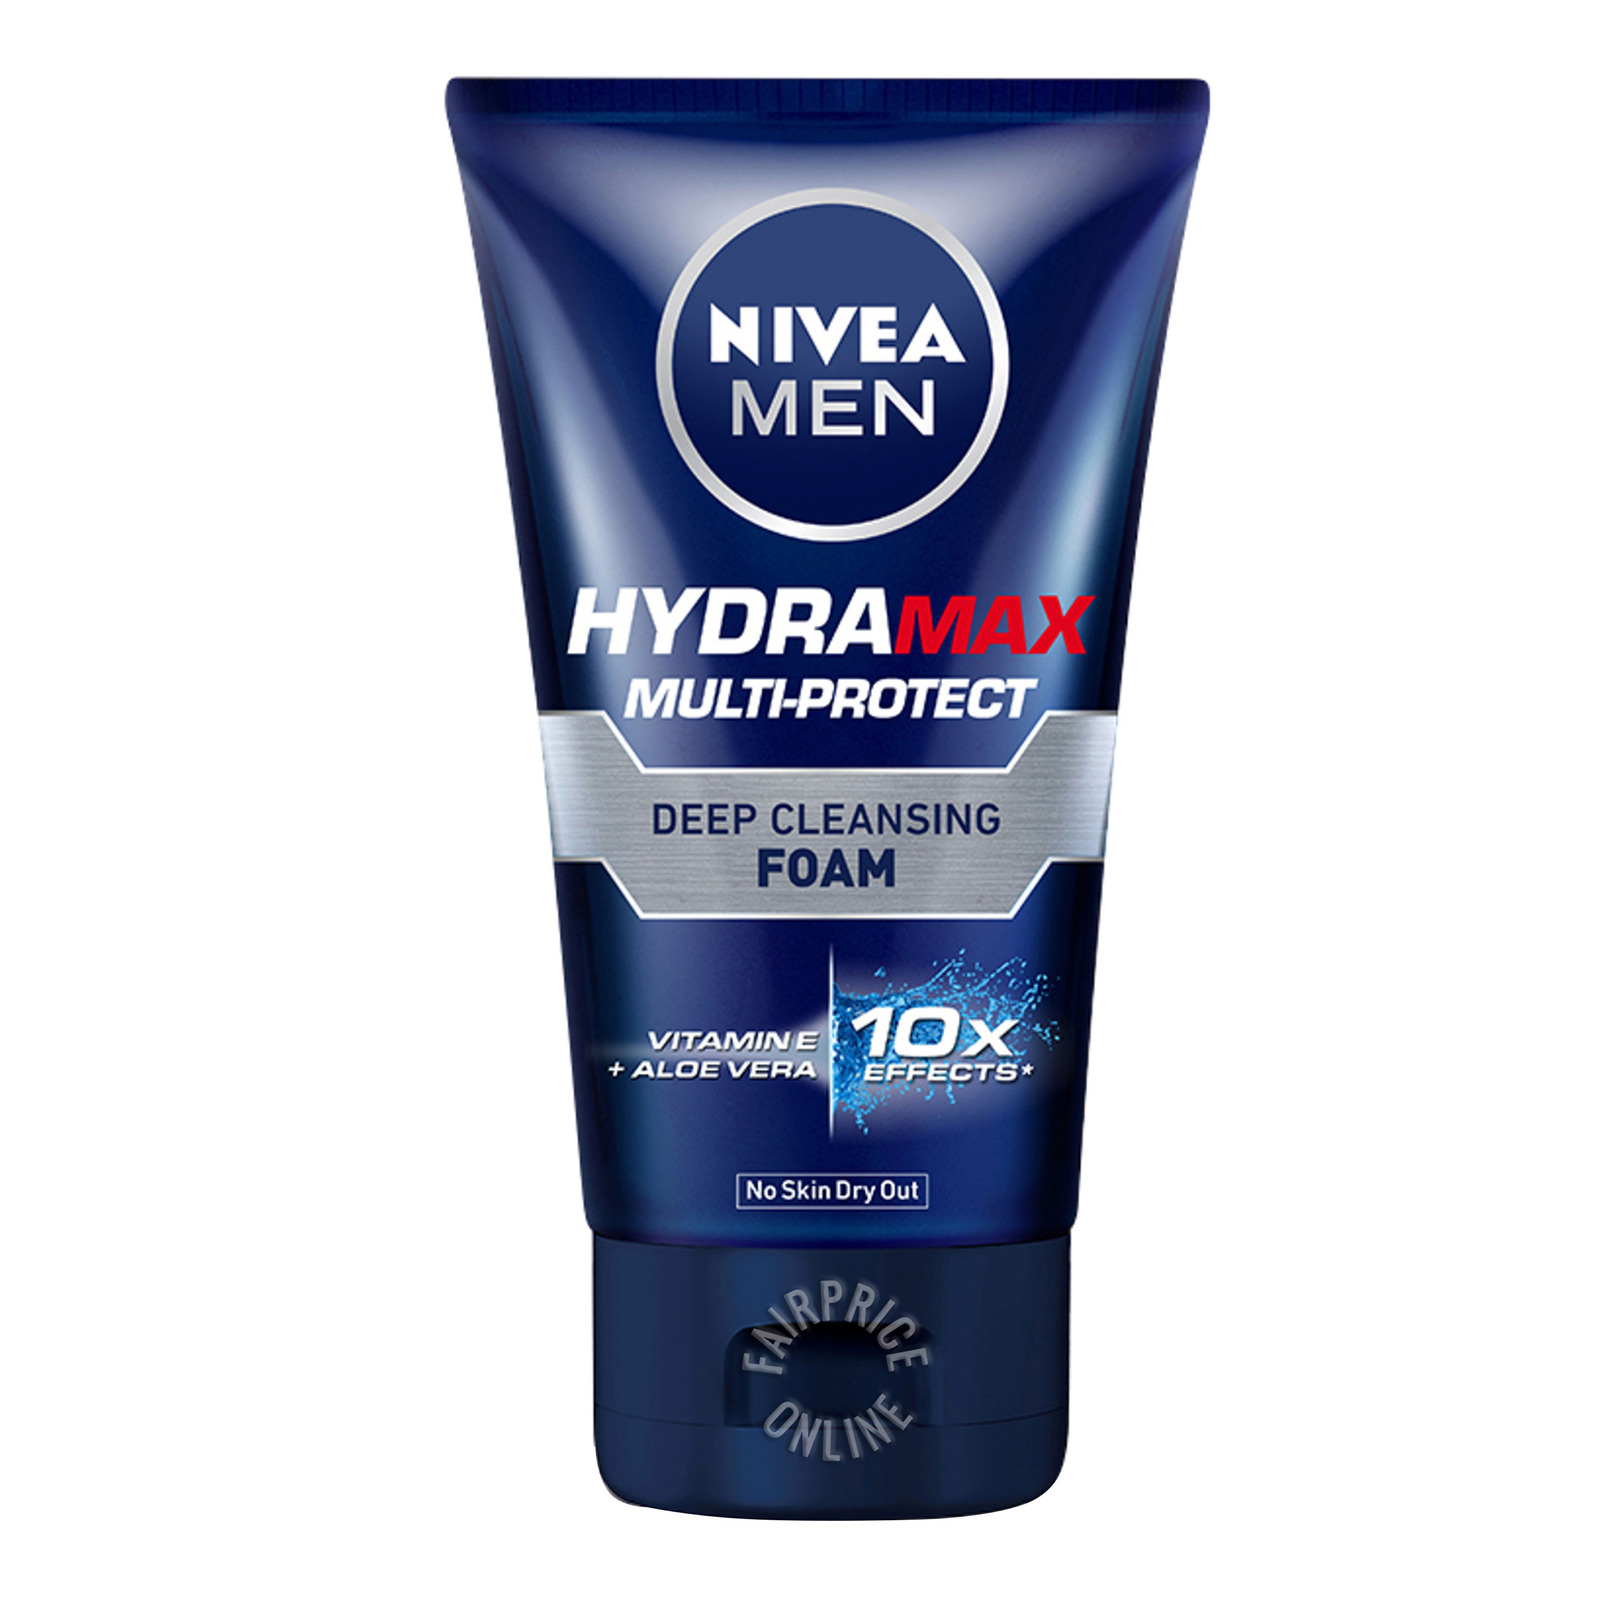 NIVEA
MEN
HYDRAMAX
MULTI-PROTECT
DEEP CLEANSING
FOAM
VITAMIN E
+ ALOE VERA
10x
EFFECTS*
No Skin Dry Out
FAIRPRICE
ONLINE